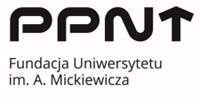 PPNT
Fundacja Uniwersytetu
im. A. Mickiewicza